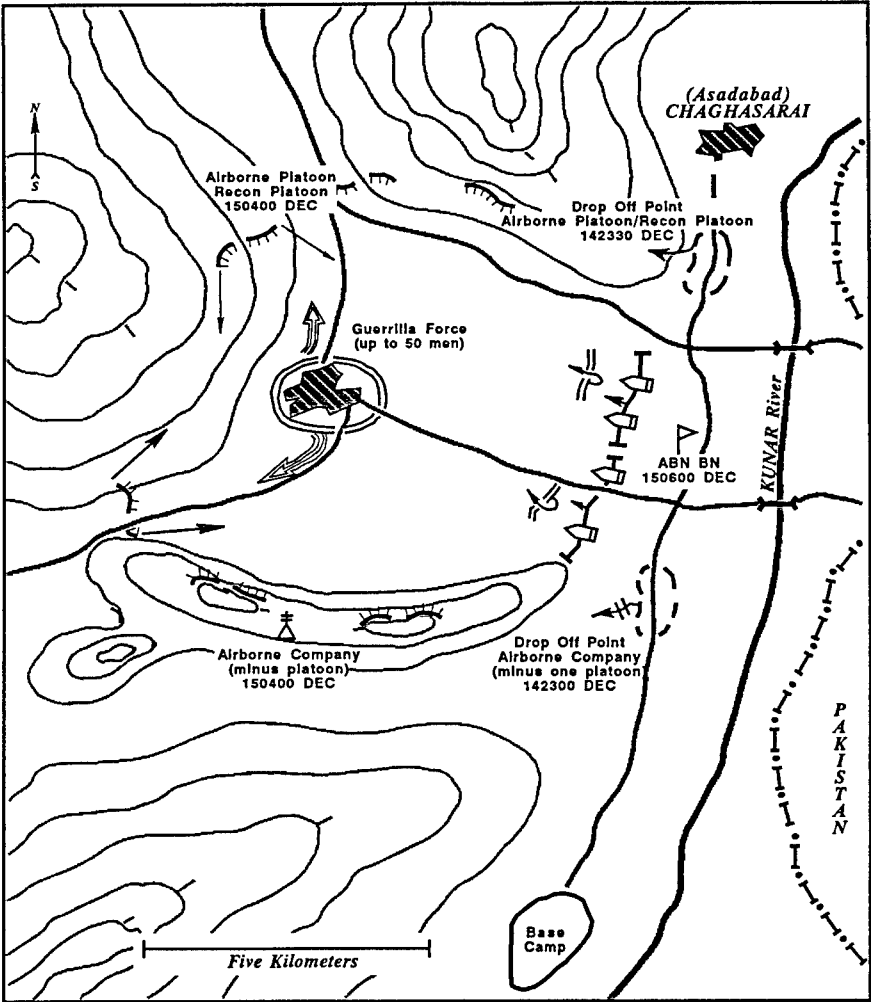 (Asadabad)
CHAGHASARAI
N
S
Airborne Platoon
Recon Platoon
150400 DEC
Drop Off Point
Airborne Platoon/Recon Platoon
142330 DEC
Guerrilla Force
(up to 50 men)
KUNAR River
ABN BN
150600 DEC
Airborne Company
(minus platoon)
150400 DEC
Drop Off Point
Airborne Company
(minus one platoon
142300 DEC
PAKISTAN
Base
Camp
Five Kilometers